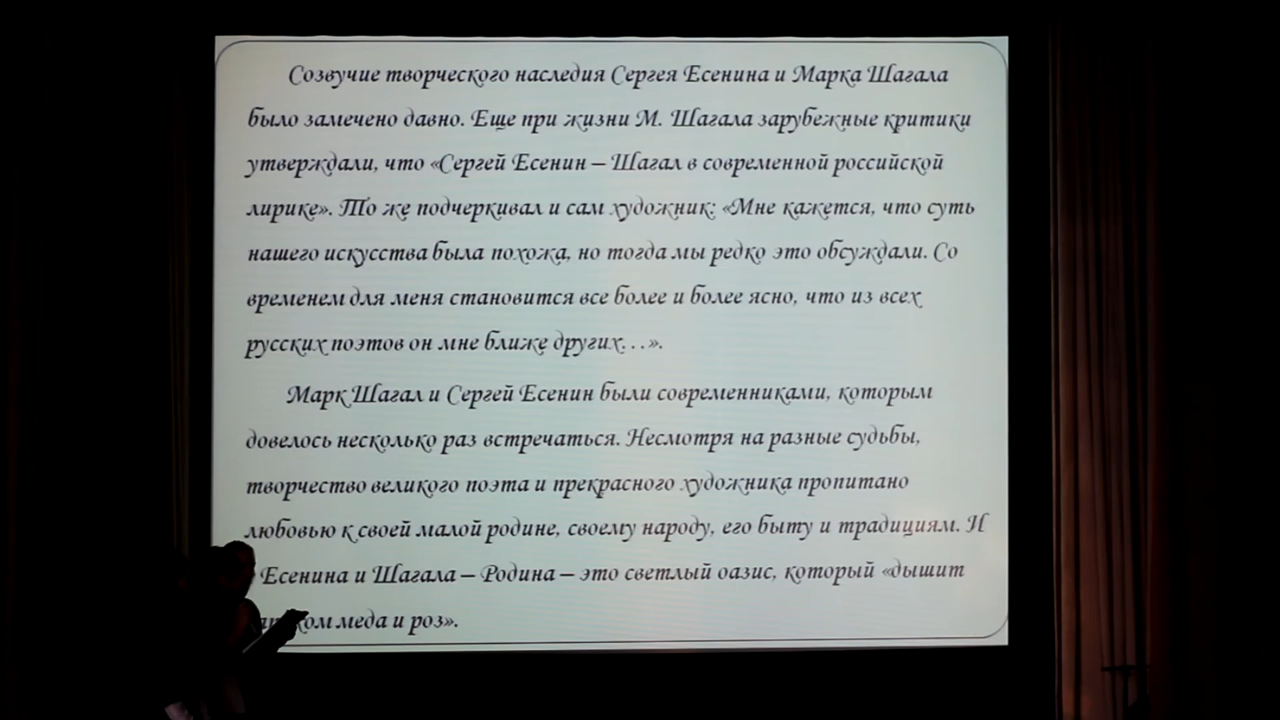 Созвучие творческого наследия Сергея Есенина и Марка Шагала
было замечено давно. Еще при жизни М. Шагала зарубежные критики
утверждали, что «Сергей Есенин – Шагал в современной российской
лирике». То же подчеркивал и сам художник: «Мне кажется, что суть
нашего искусства была похожа, но тогда мы редко это обсуждали. Со
временем для меня становится все более и более ясно, что из всех
русских поэтов он мне ближе других…».
Марк Шагал и Сергей Есенин были современниками, которым
довелось несколько раз встречаться. Несмотря на разные судьбы,
творчество великого поэта и прекрасного художника пропитано
любовью к своей малой родине, своему народу, его быту и традициям. И
Есенина и Шагала – Родина – это светлый оазис, который «дышит
меда и роз».